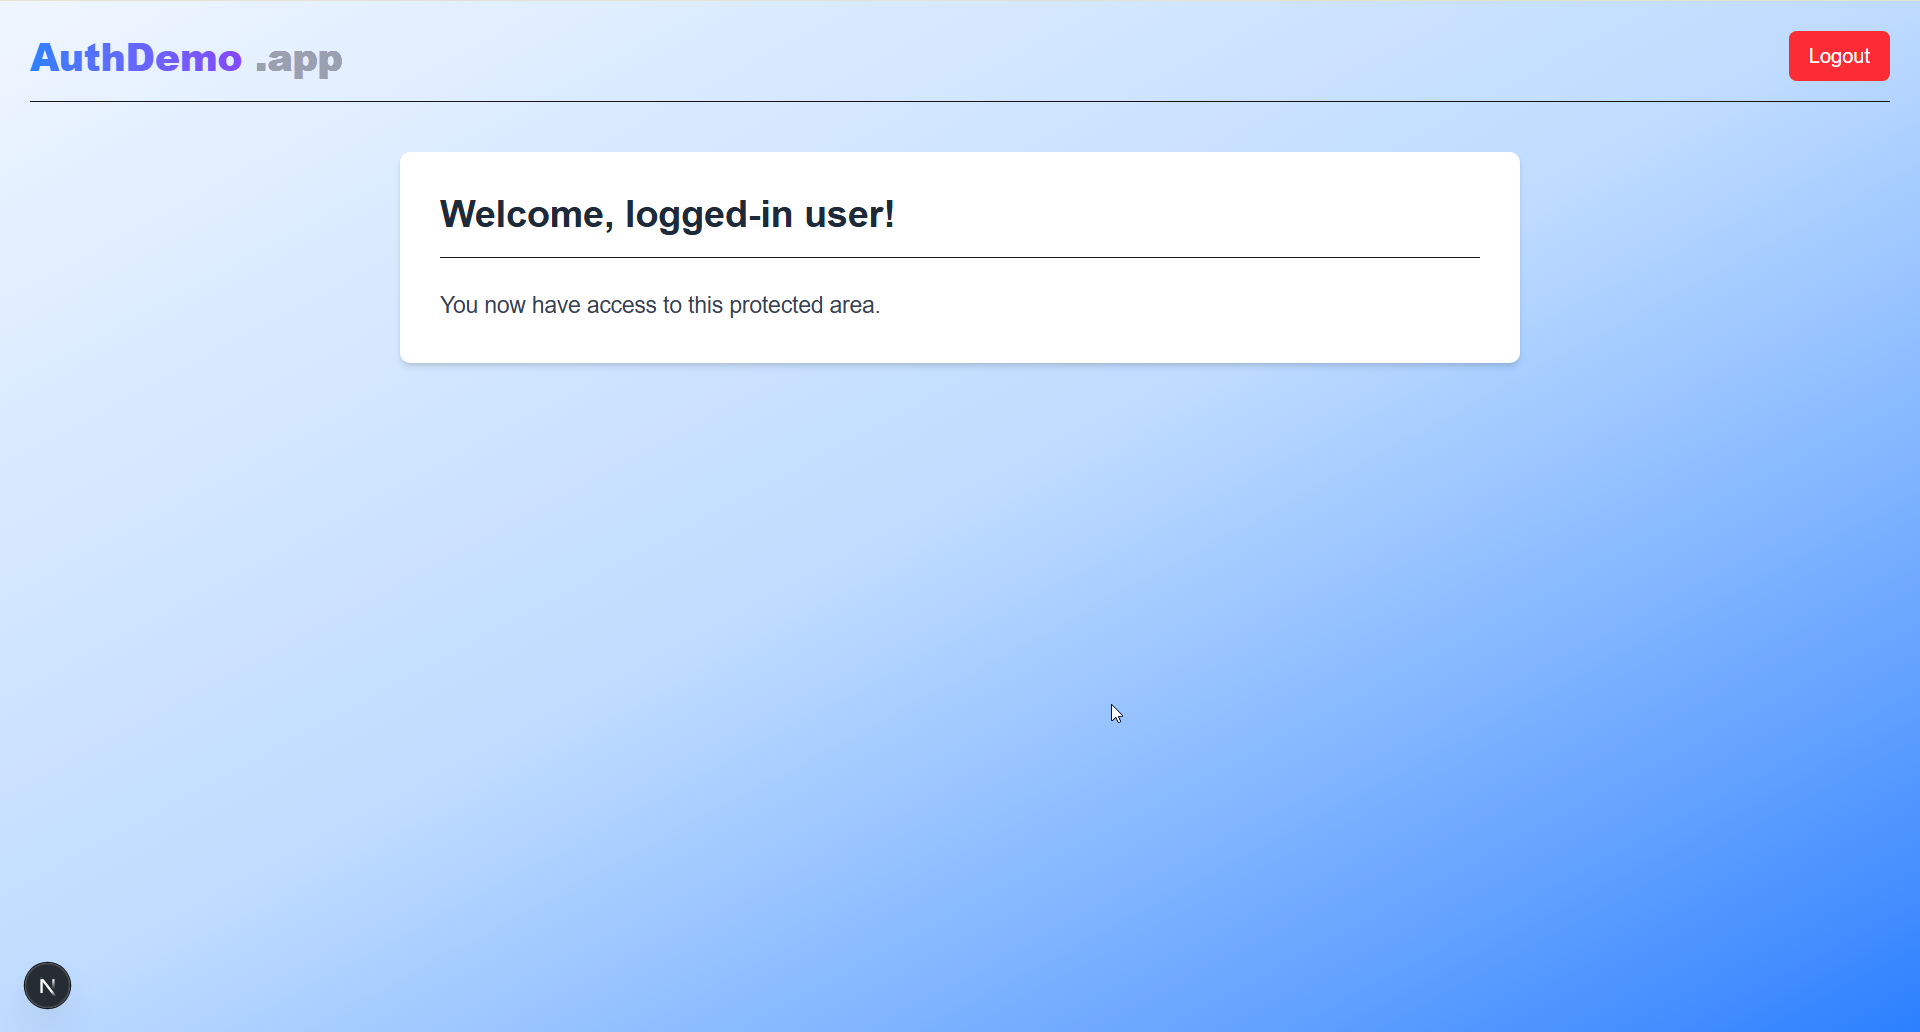 AuthDemo .app
Logout
Welcome, logged-in user!
You now have access to this protected area.
N